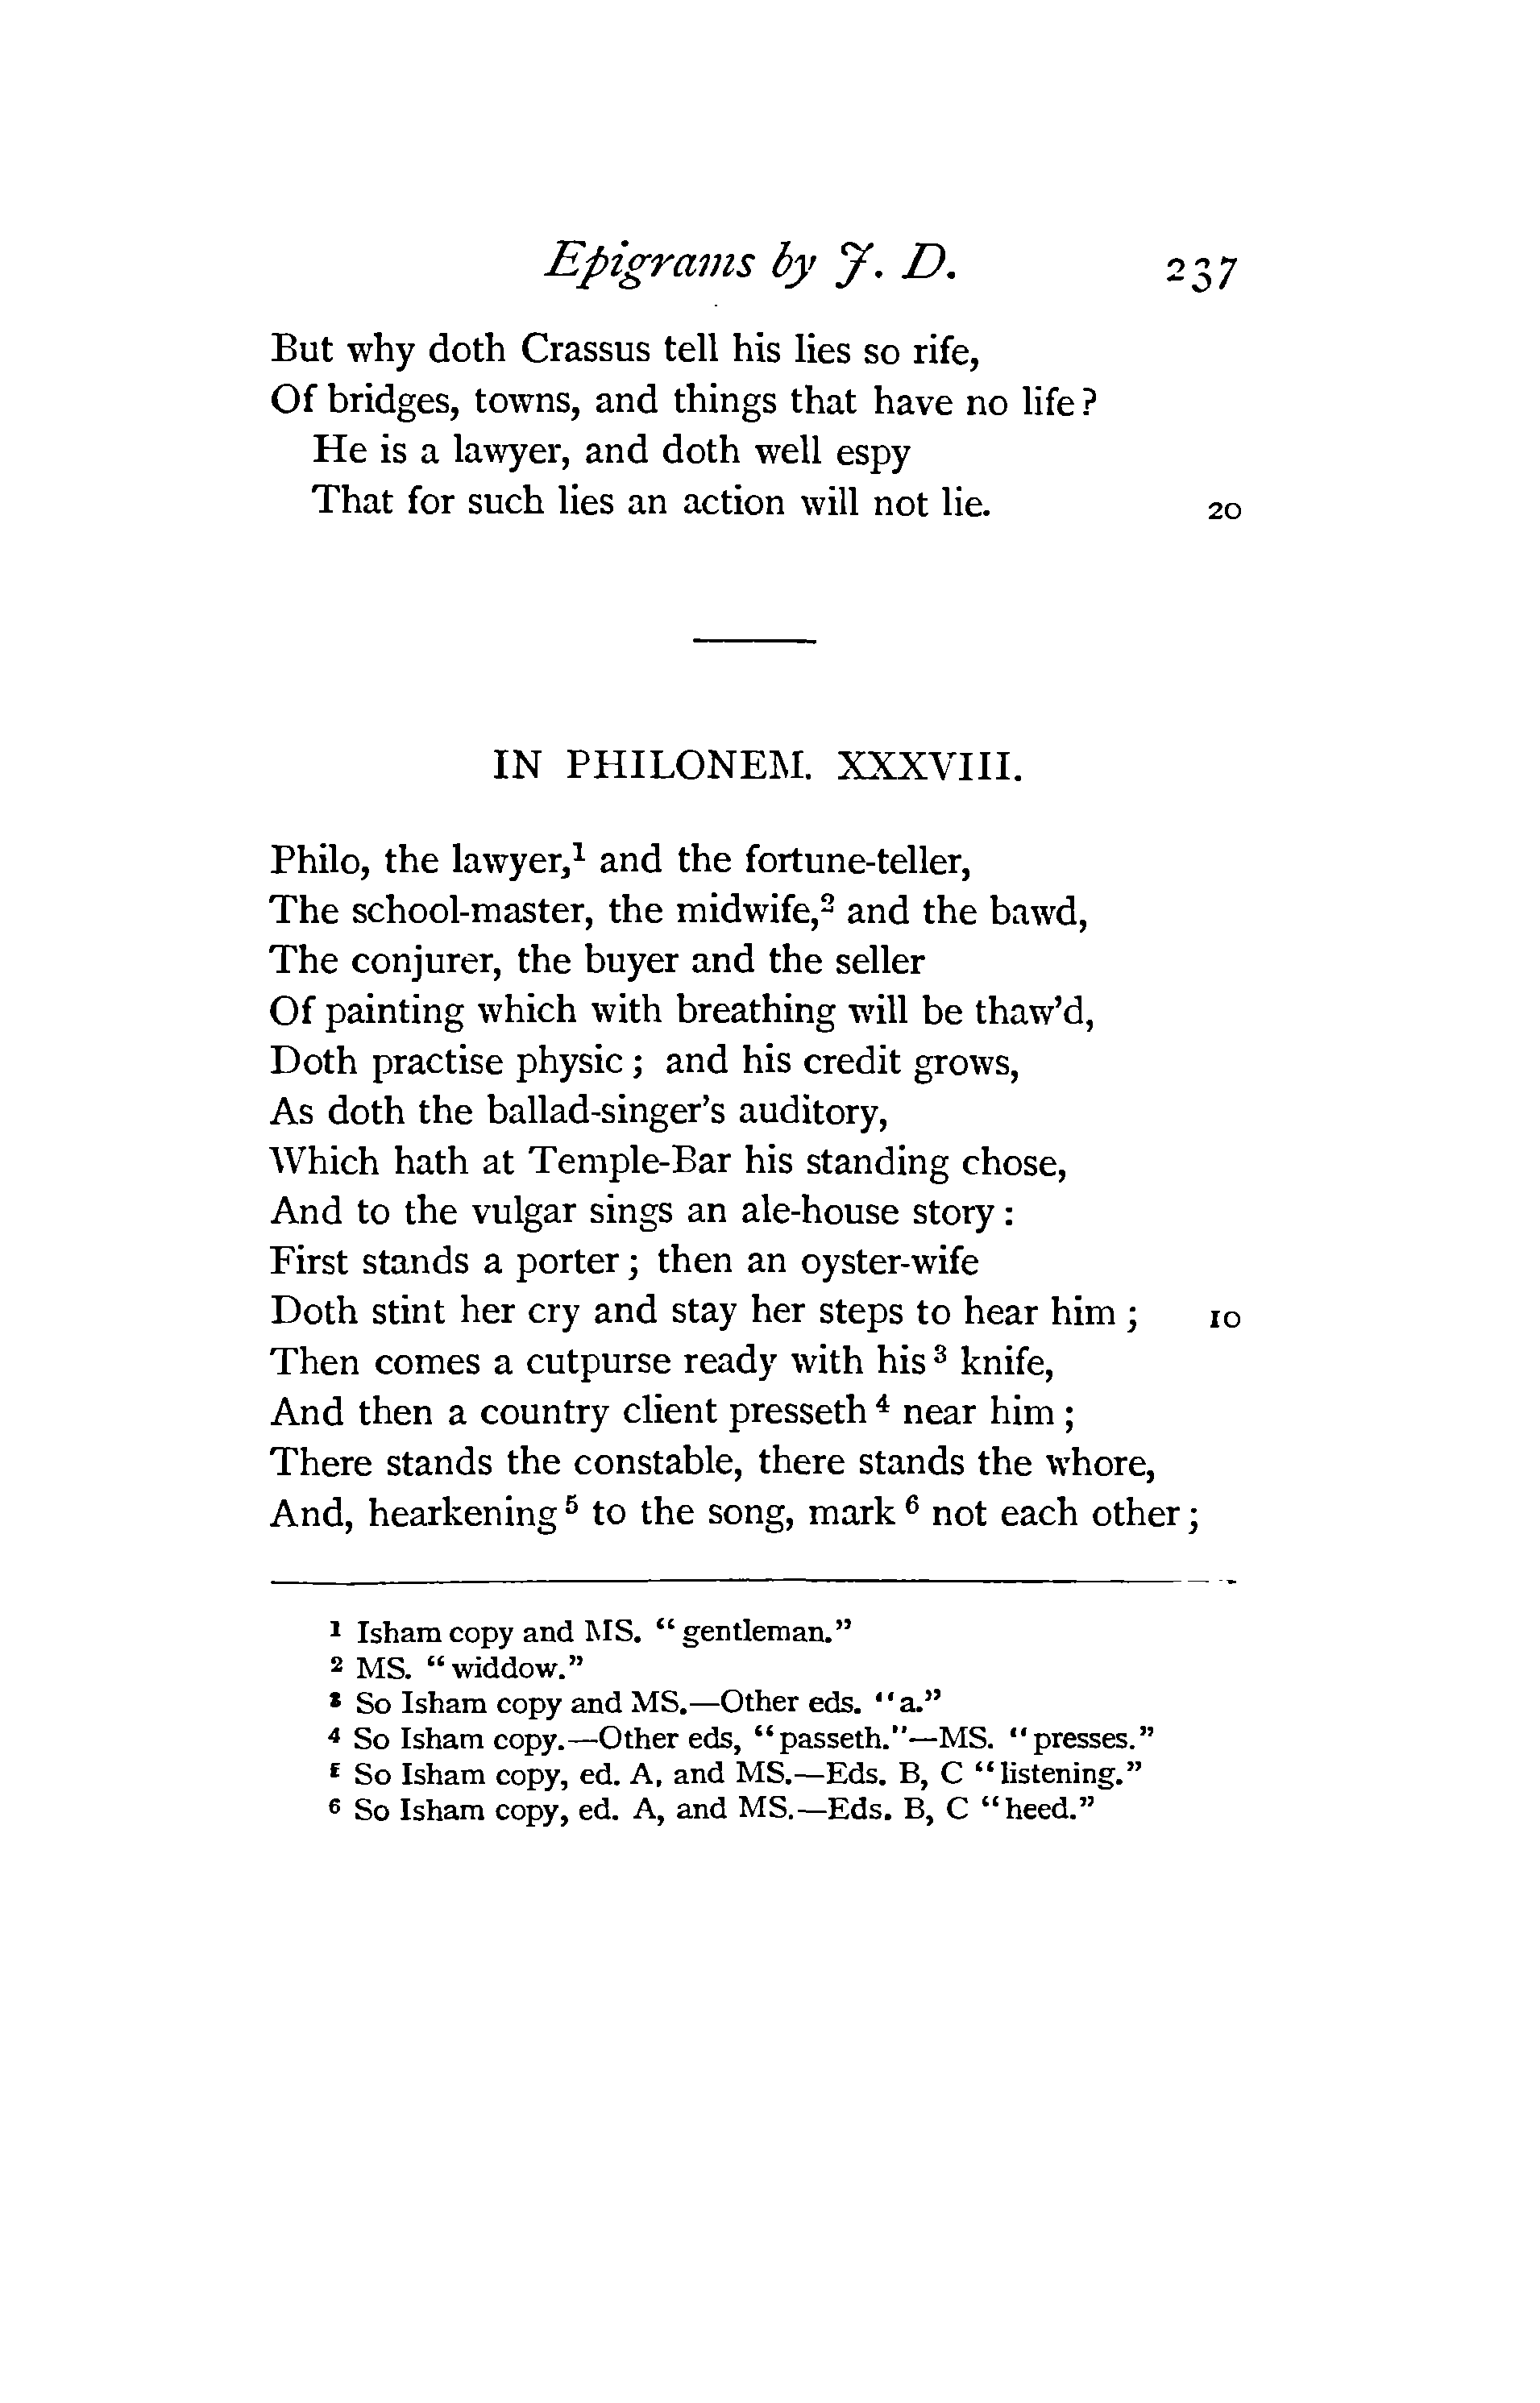 Epigrams by J. D. 237
But why doth Crassus tell his lies so rife,
Of bridges, towns, and things that have no life?
He is a lawyer, and doth well espy
That for such lies an action will not lie. 20
IN PHILONEM. XXXVIII.
Philo, the lawyer,¹ and the fortune-teller,
The school-master, the midwife,² and the bawd,
The conjurer, the buyer and the seller
Of painting which with breathing will be thaw'd,
Doth practise physic; and his credit grows,
As doth the ballad-singer's auditory,
Which hath at Temple-Bar his standing chose,
And to the vulgar sings an ale-house story:
First stands a porter; then an oyster-wife
Doth stint her cry and stay her steps to hear him; 10
Then comes a cutpurse ready with his³ knife,
And then a country client presseth⁴ near him;
There stands the constable, there stands the whore,
And, hearkening⁵ to the song, mark⁶ not each other;
¹ Isham copy and MS. "gentleman."
² MS. "widdow."
³ So Isham copy and MS.—Other eds. "a."
⁴ So Isham copy.—Other eds, "passeth."—MS. "presses."
⁵ So Isham copy, ed. A, and MS.—Eds. B, C "listening."
⁶ So Isham copy, ed. A, and MS.—Eds. B, C "heed."